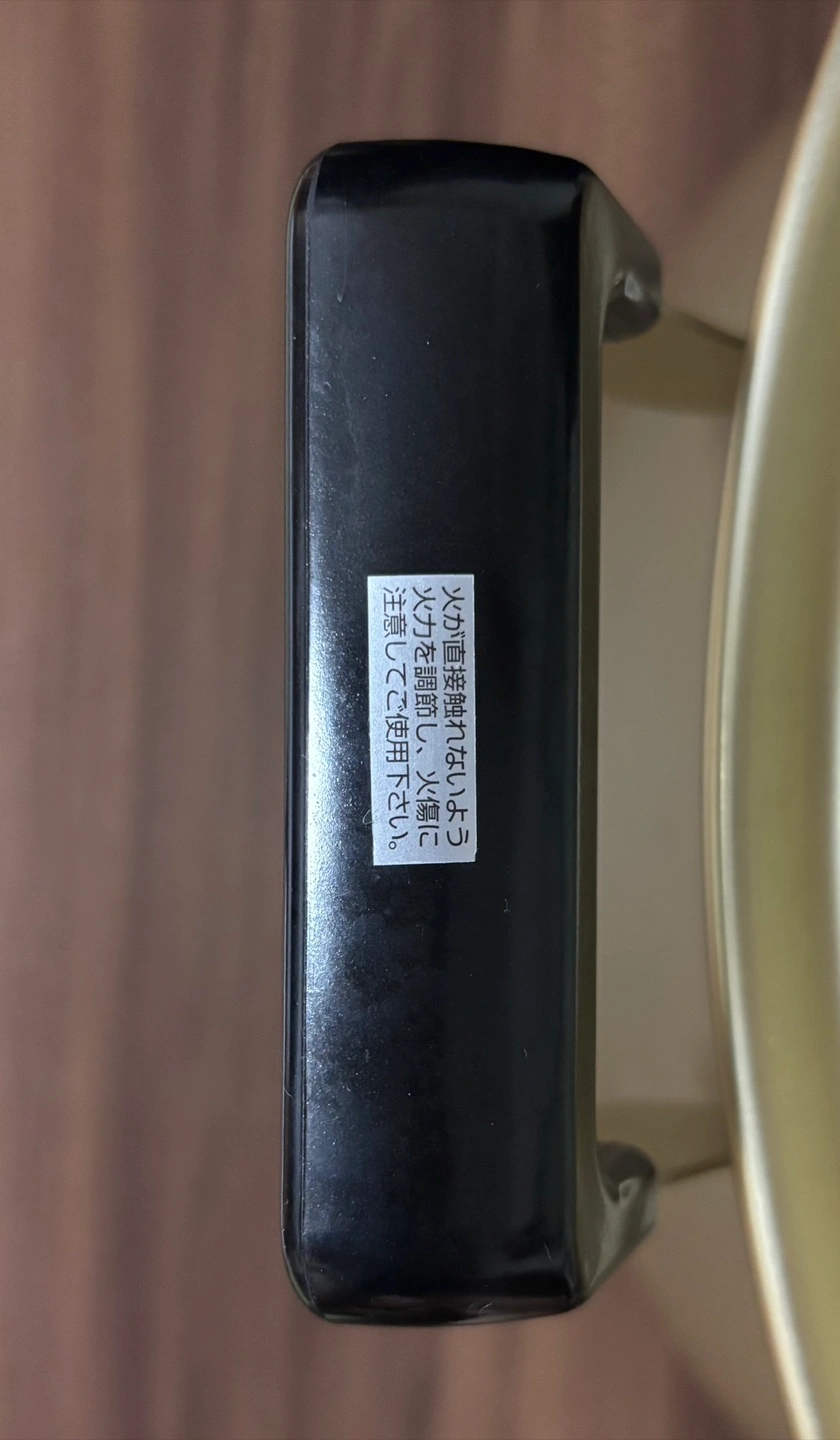 火が直接触れないよう
火力を調節し、火傷に
注意してご使用下さい。